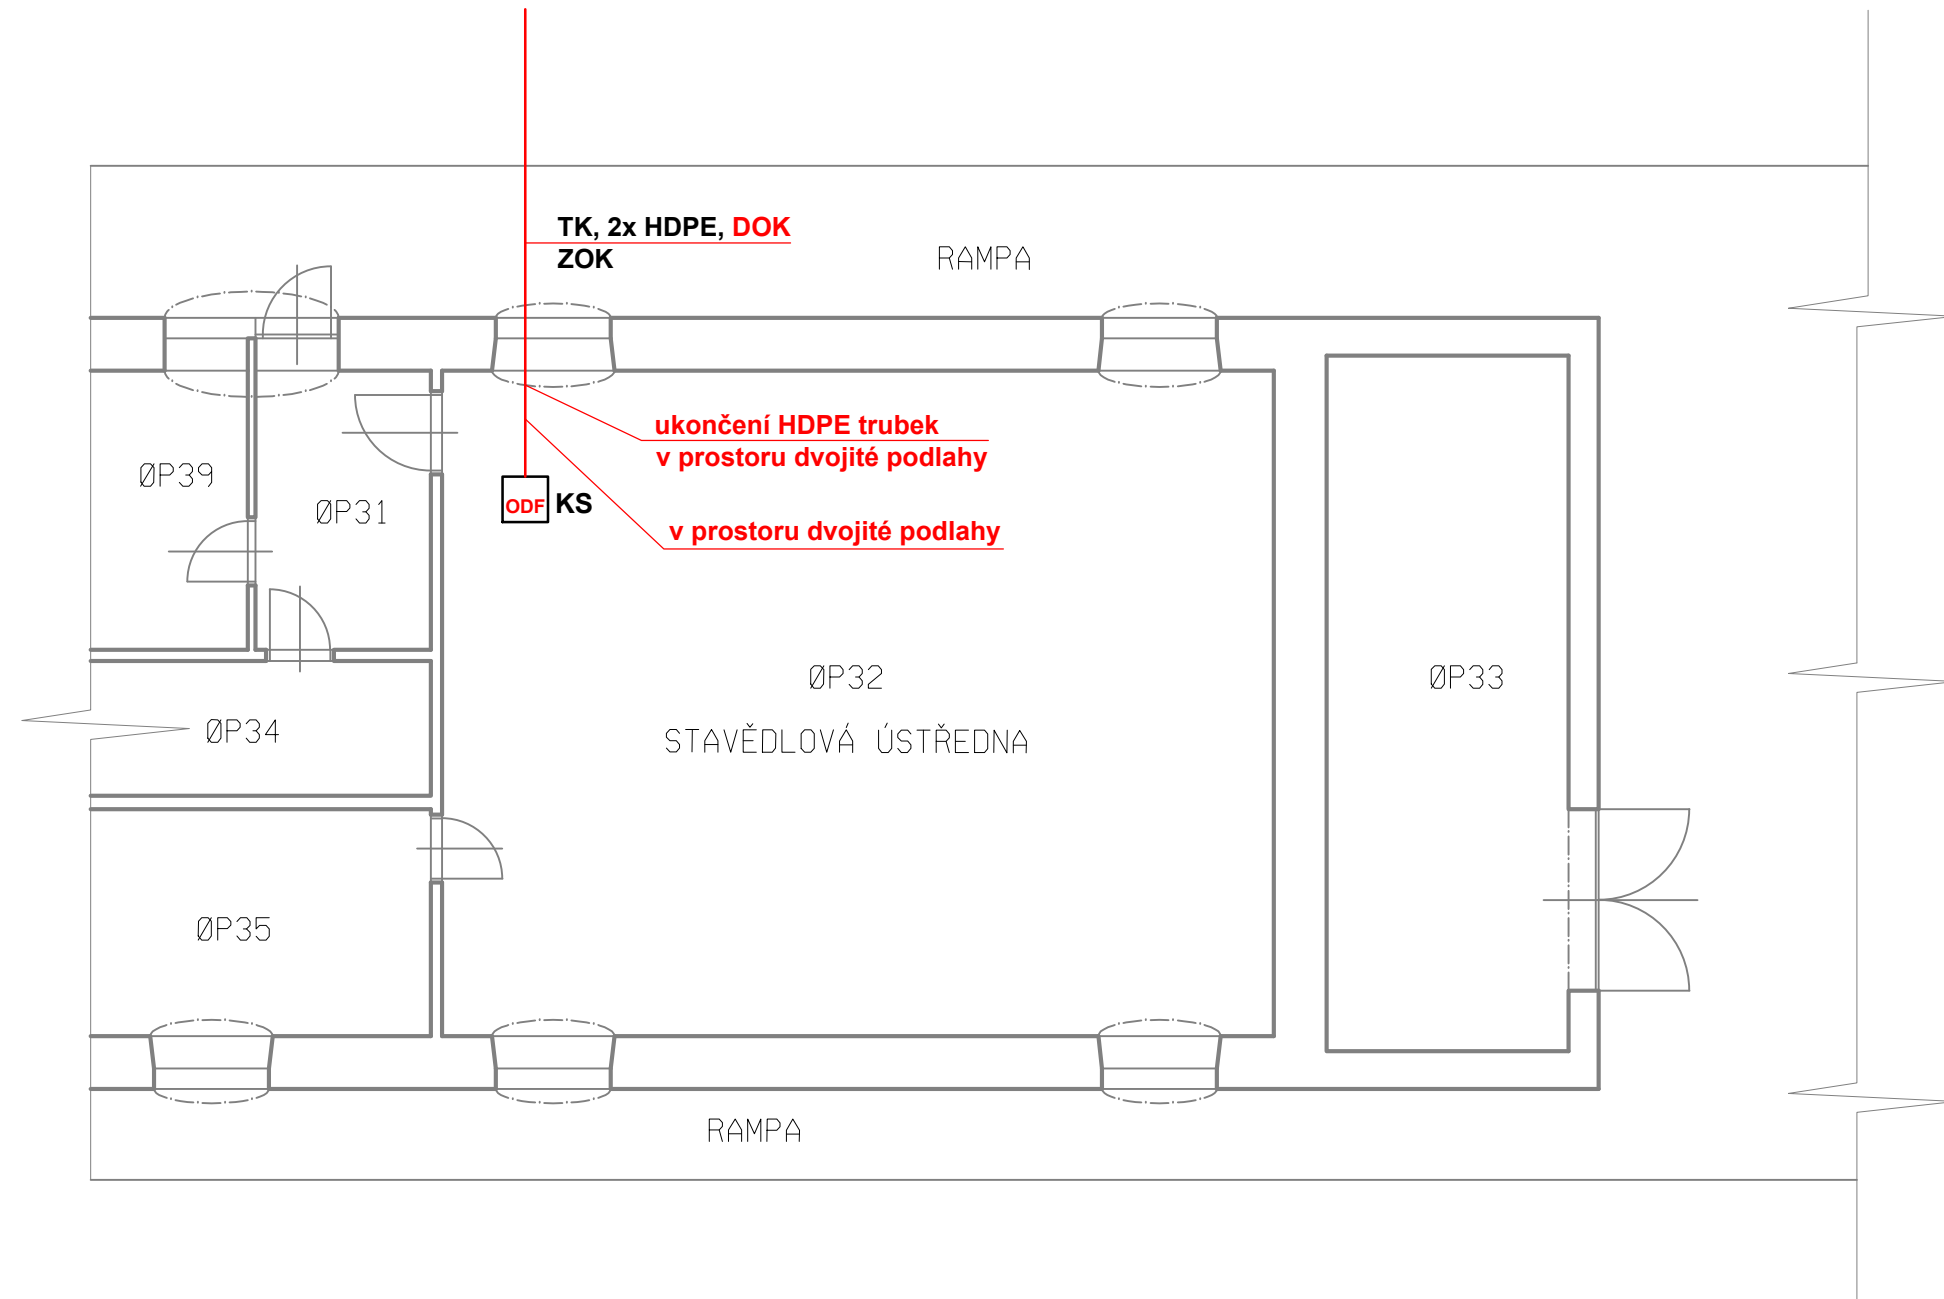 TK, 2x HDPE, DOK
ZOK
RAMPA
ukončení HDPE trubek
v prostoru dvojité podlahy
ØP39
ØP31
ODF KS
v prostoru dvojité podlahy
ØP32
ØP33
ØP34
STAVĚDLOVÁ ÚSTŘEDNA
ØP35
RAMPA